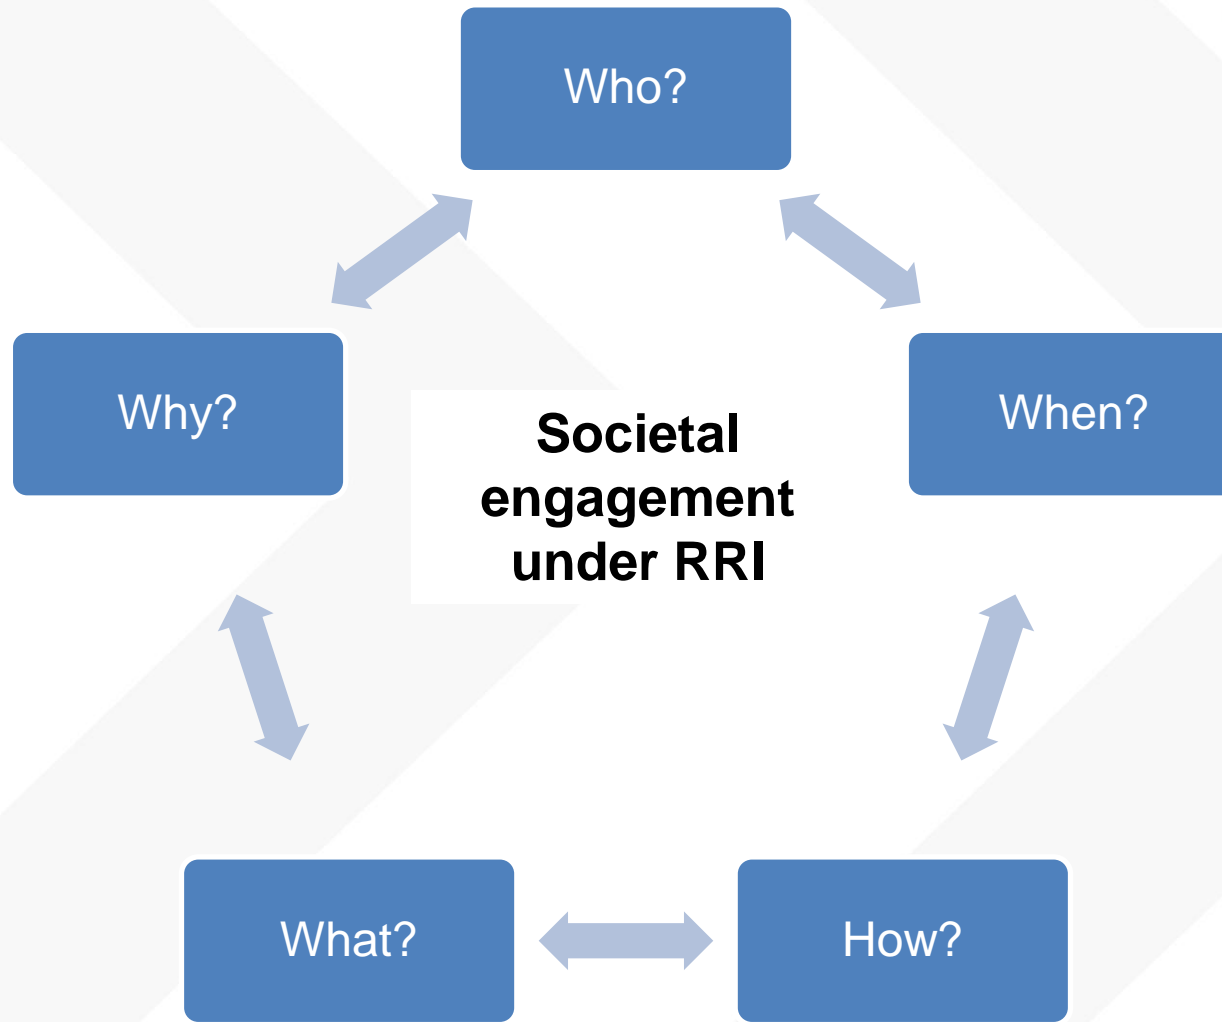 Who?
Why?
When?
Societal
engagement
under RRI
What?
How?